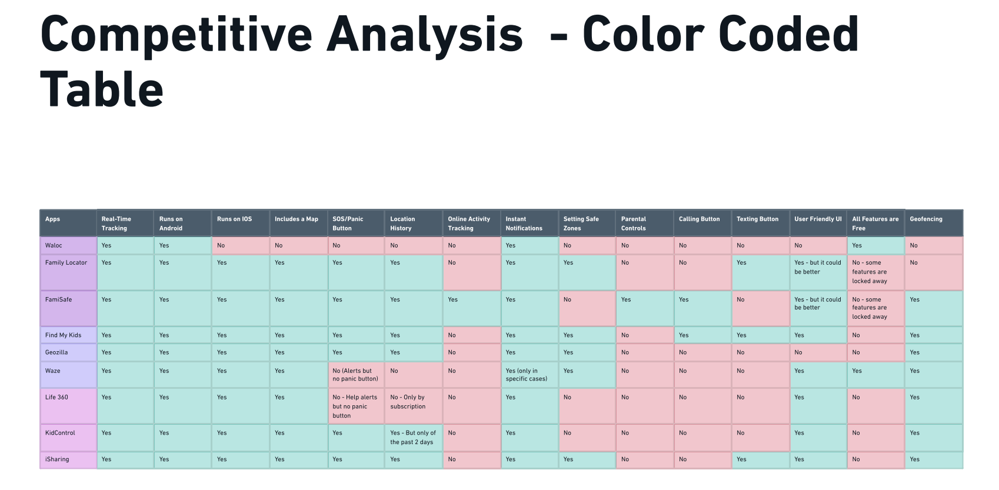 Competitive Analysis  - Color Coded
Table
Apps Real-Time Tracking Runs on Android Runs on IOS Includes a Map SOS/Panic Button Location History Online Activity Tracking Instant Notifications Setting Safe Zones Parental Controls Calling Button Texting Button User Friendly UI All Features are Free Geofencing
Waloc Yes Yes No No No No No Yes No No No No No Yes No
Family Locator Yes Yes Yes Yes Yes Yes No Yes Yes No No Yes Yes - but it could be better No - some features are locked away No
FamiSafe Yes Yes Yes Yes Yes Yes Yes Yes No Yes Yes No Yes - but it could be better No - some features are locked away Yes
Find My Kids Yes Yes Yes Yes Yes Yes No Yes Yes No Yes Yes Yes No Yes
Geozilla Yes Yes Yes Yes Yes Yes No Yes Yes No No No No No Yes
Waze Yes Yes Yes Yes No (Alerts but no panic button) No No Yes (only in specific cases) Yes No No No Yes Yes Yes
Life 360 Yes Yes Yes Yes No - Help alerts but no panic button No - Only by subscription No Yes No No No No Yes No Yes
KidControl Yes Yes Yes Yes Yes Yes - But only of the past 2 days No Yes No No No No Yes No Yes
iSharing Yes Yes Yes Yes Yes Yes No Yes Yes No No Yes Yes No Yes